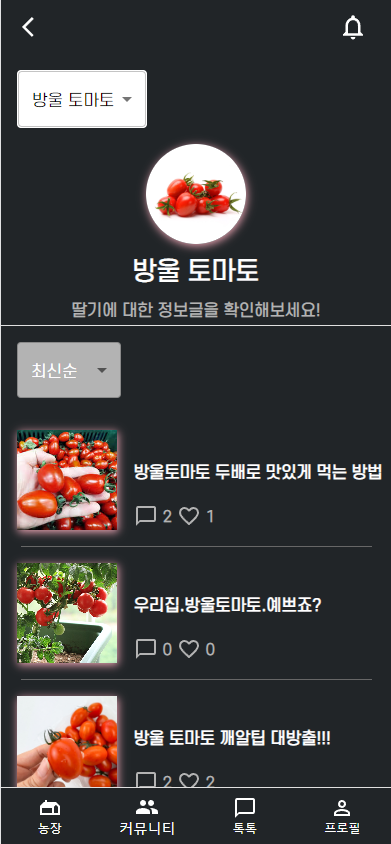 방울 토마토
방울 토마토
딸기에 대한 정보글을 확인해보세요!
최신순
방울토마토 두배로 맛있게 먹는 방법
2 1
우리집.방울토마토.예쁘죠?
0 0
방울 토마토 깨알팁 대방출!!!
2 2
농장 커뮤니티 톡톡 프로필